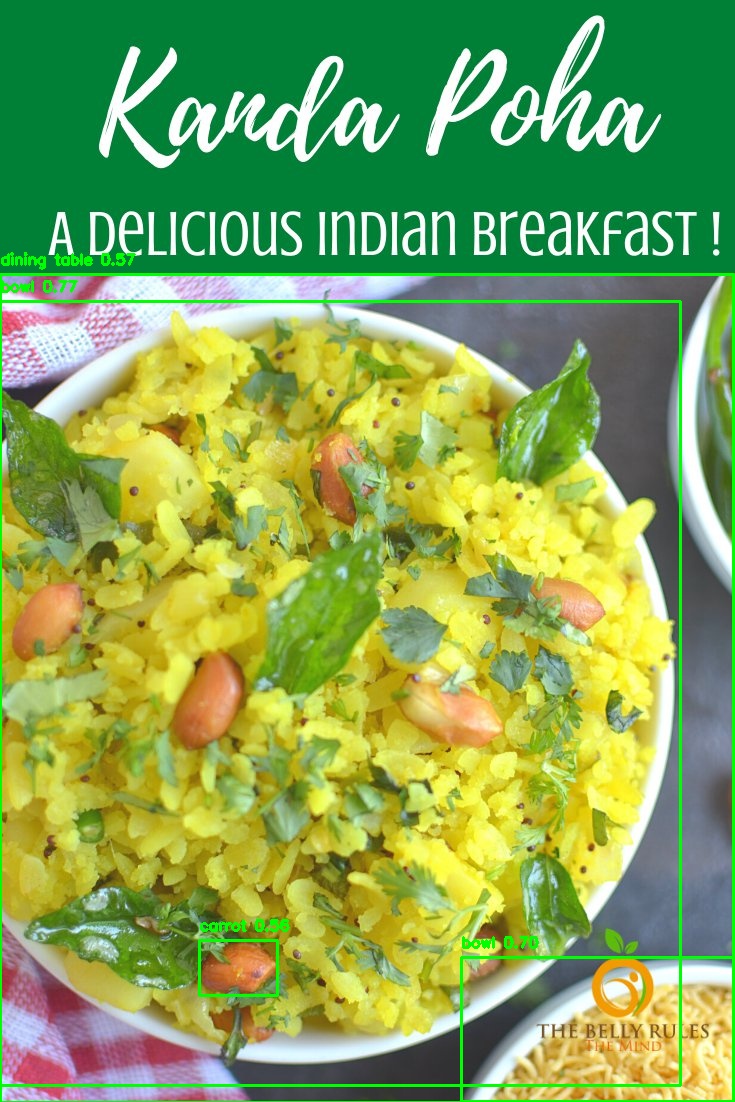 Kanda Poha
A Delicious Indian Breakfast !
dining table 0.57
bowl 0.77
carrot 0.56
bowl 0.70
THE BELLY RULES
THE MIND